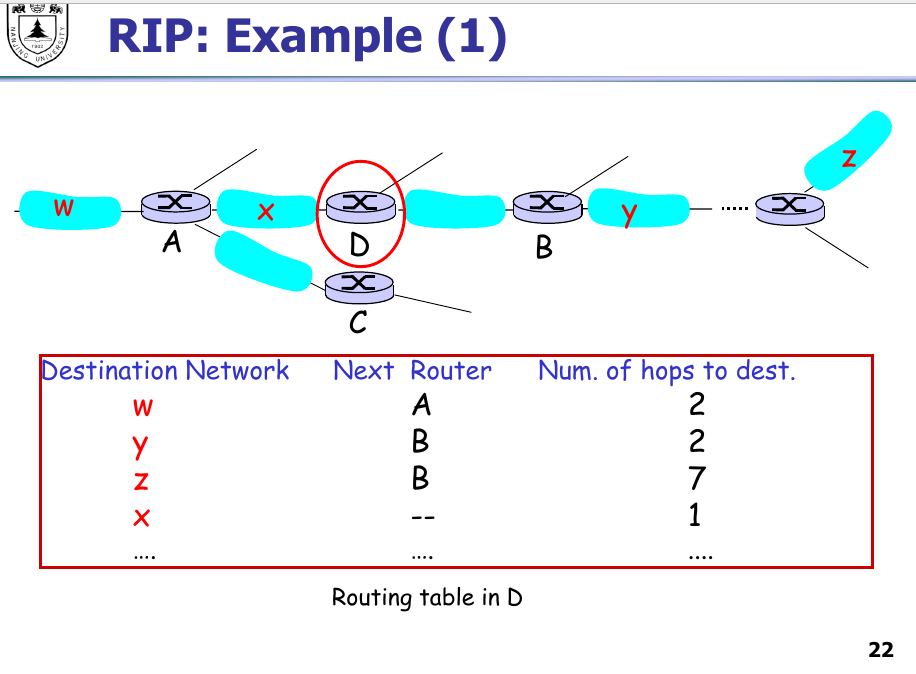 NANJING UNIVERSITY
1902
RIP: Example (1)
z
w
x
y
.....
A
D
B
C
Destination Network Next Router Num. of hops to dest.
w A 2
y B 2
z B 7
x -- 1
.... .... ....
Routing table in D
22